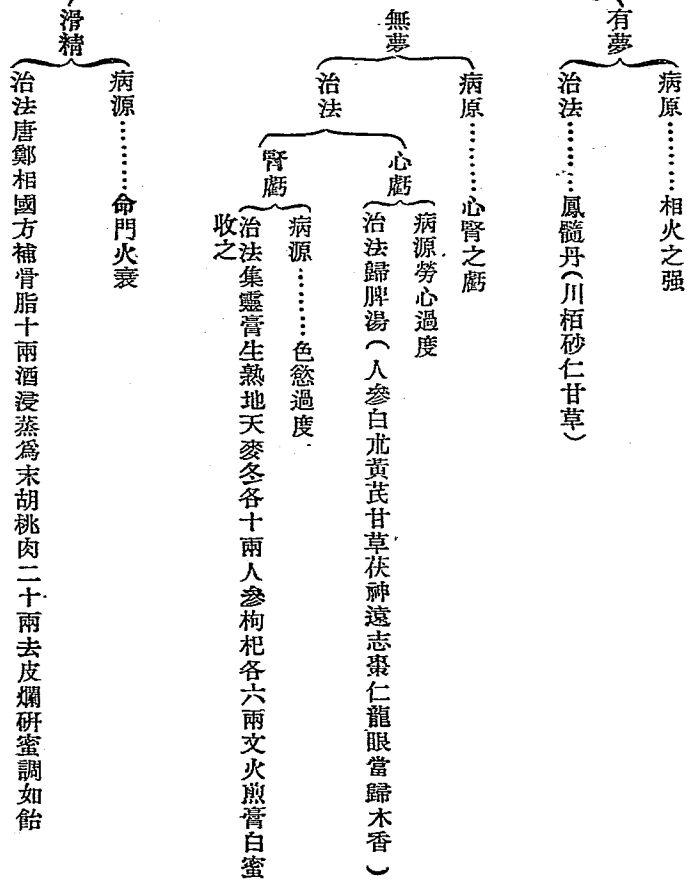 有夢
病原………相火之强
治法………鳳髓丹(川栢砂仁甘草)
無夢
病原………心腎之虧
治法
心虧
病源勞心過度
治法歸脾湯(人參白朮黃芪甘草茯神遠志棗仁龍眼當歸木香)
腎虧
病源………色慾過度
治法集靈膏生熟地天麥冬各十兩人參枸杞各六兩文火煎膏白蜜
收之
滑精
病源………命門火衰
治法唐鄭相國方補骨脂十兩酒浸蒸爲末胡桃肉二十兩去皮爛硏蜜調如飴